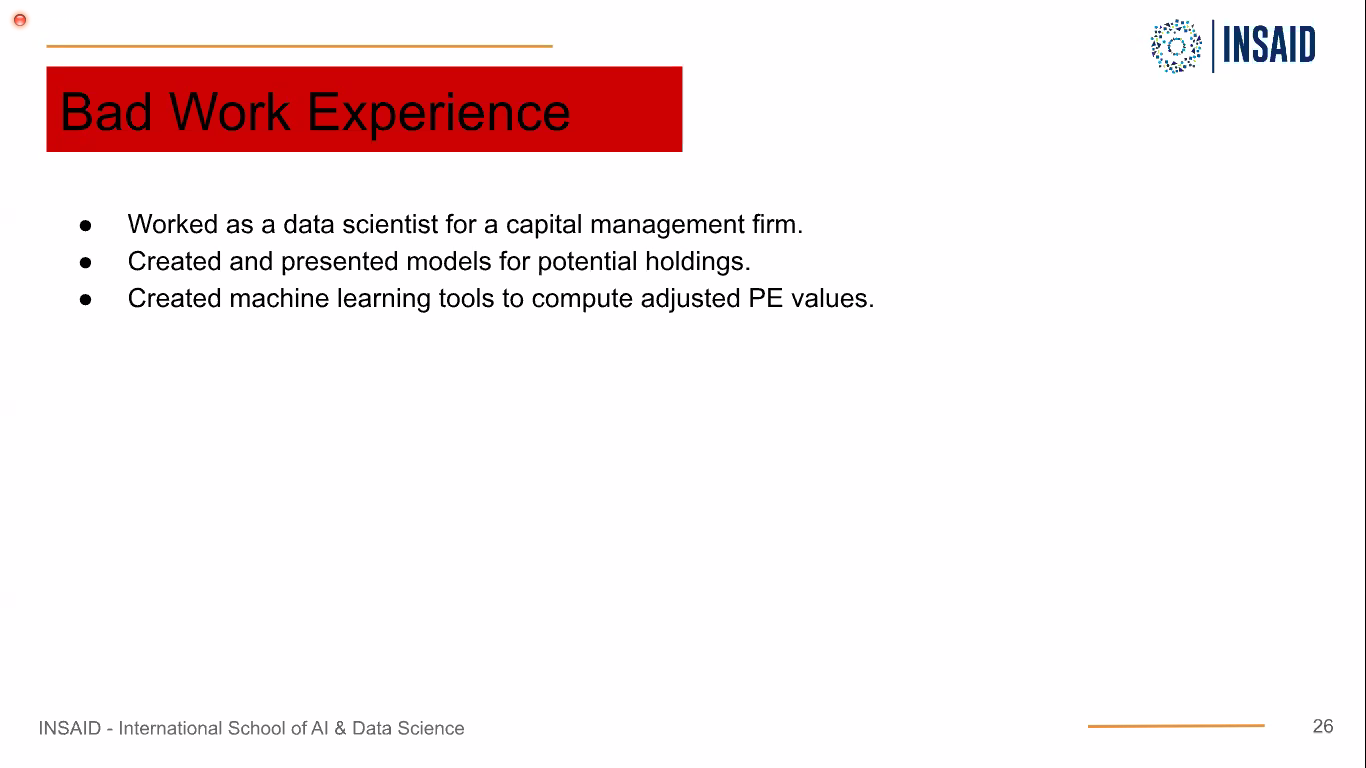 INSAID
Bad Work Experience
● Worked as a data scientist for a capital management firm.
● Created and presented models for potential holdings.
● Created machine learning tools to compute adjusted PE values.
INSAID - International School of AI & Data Science
26